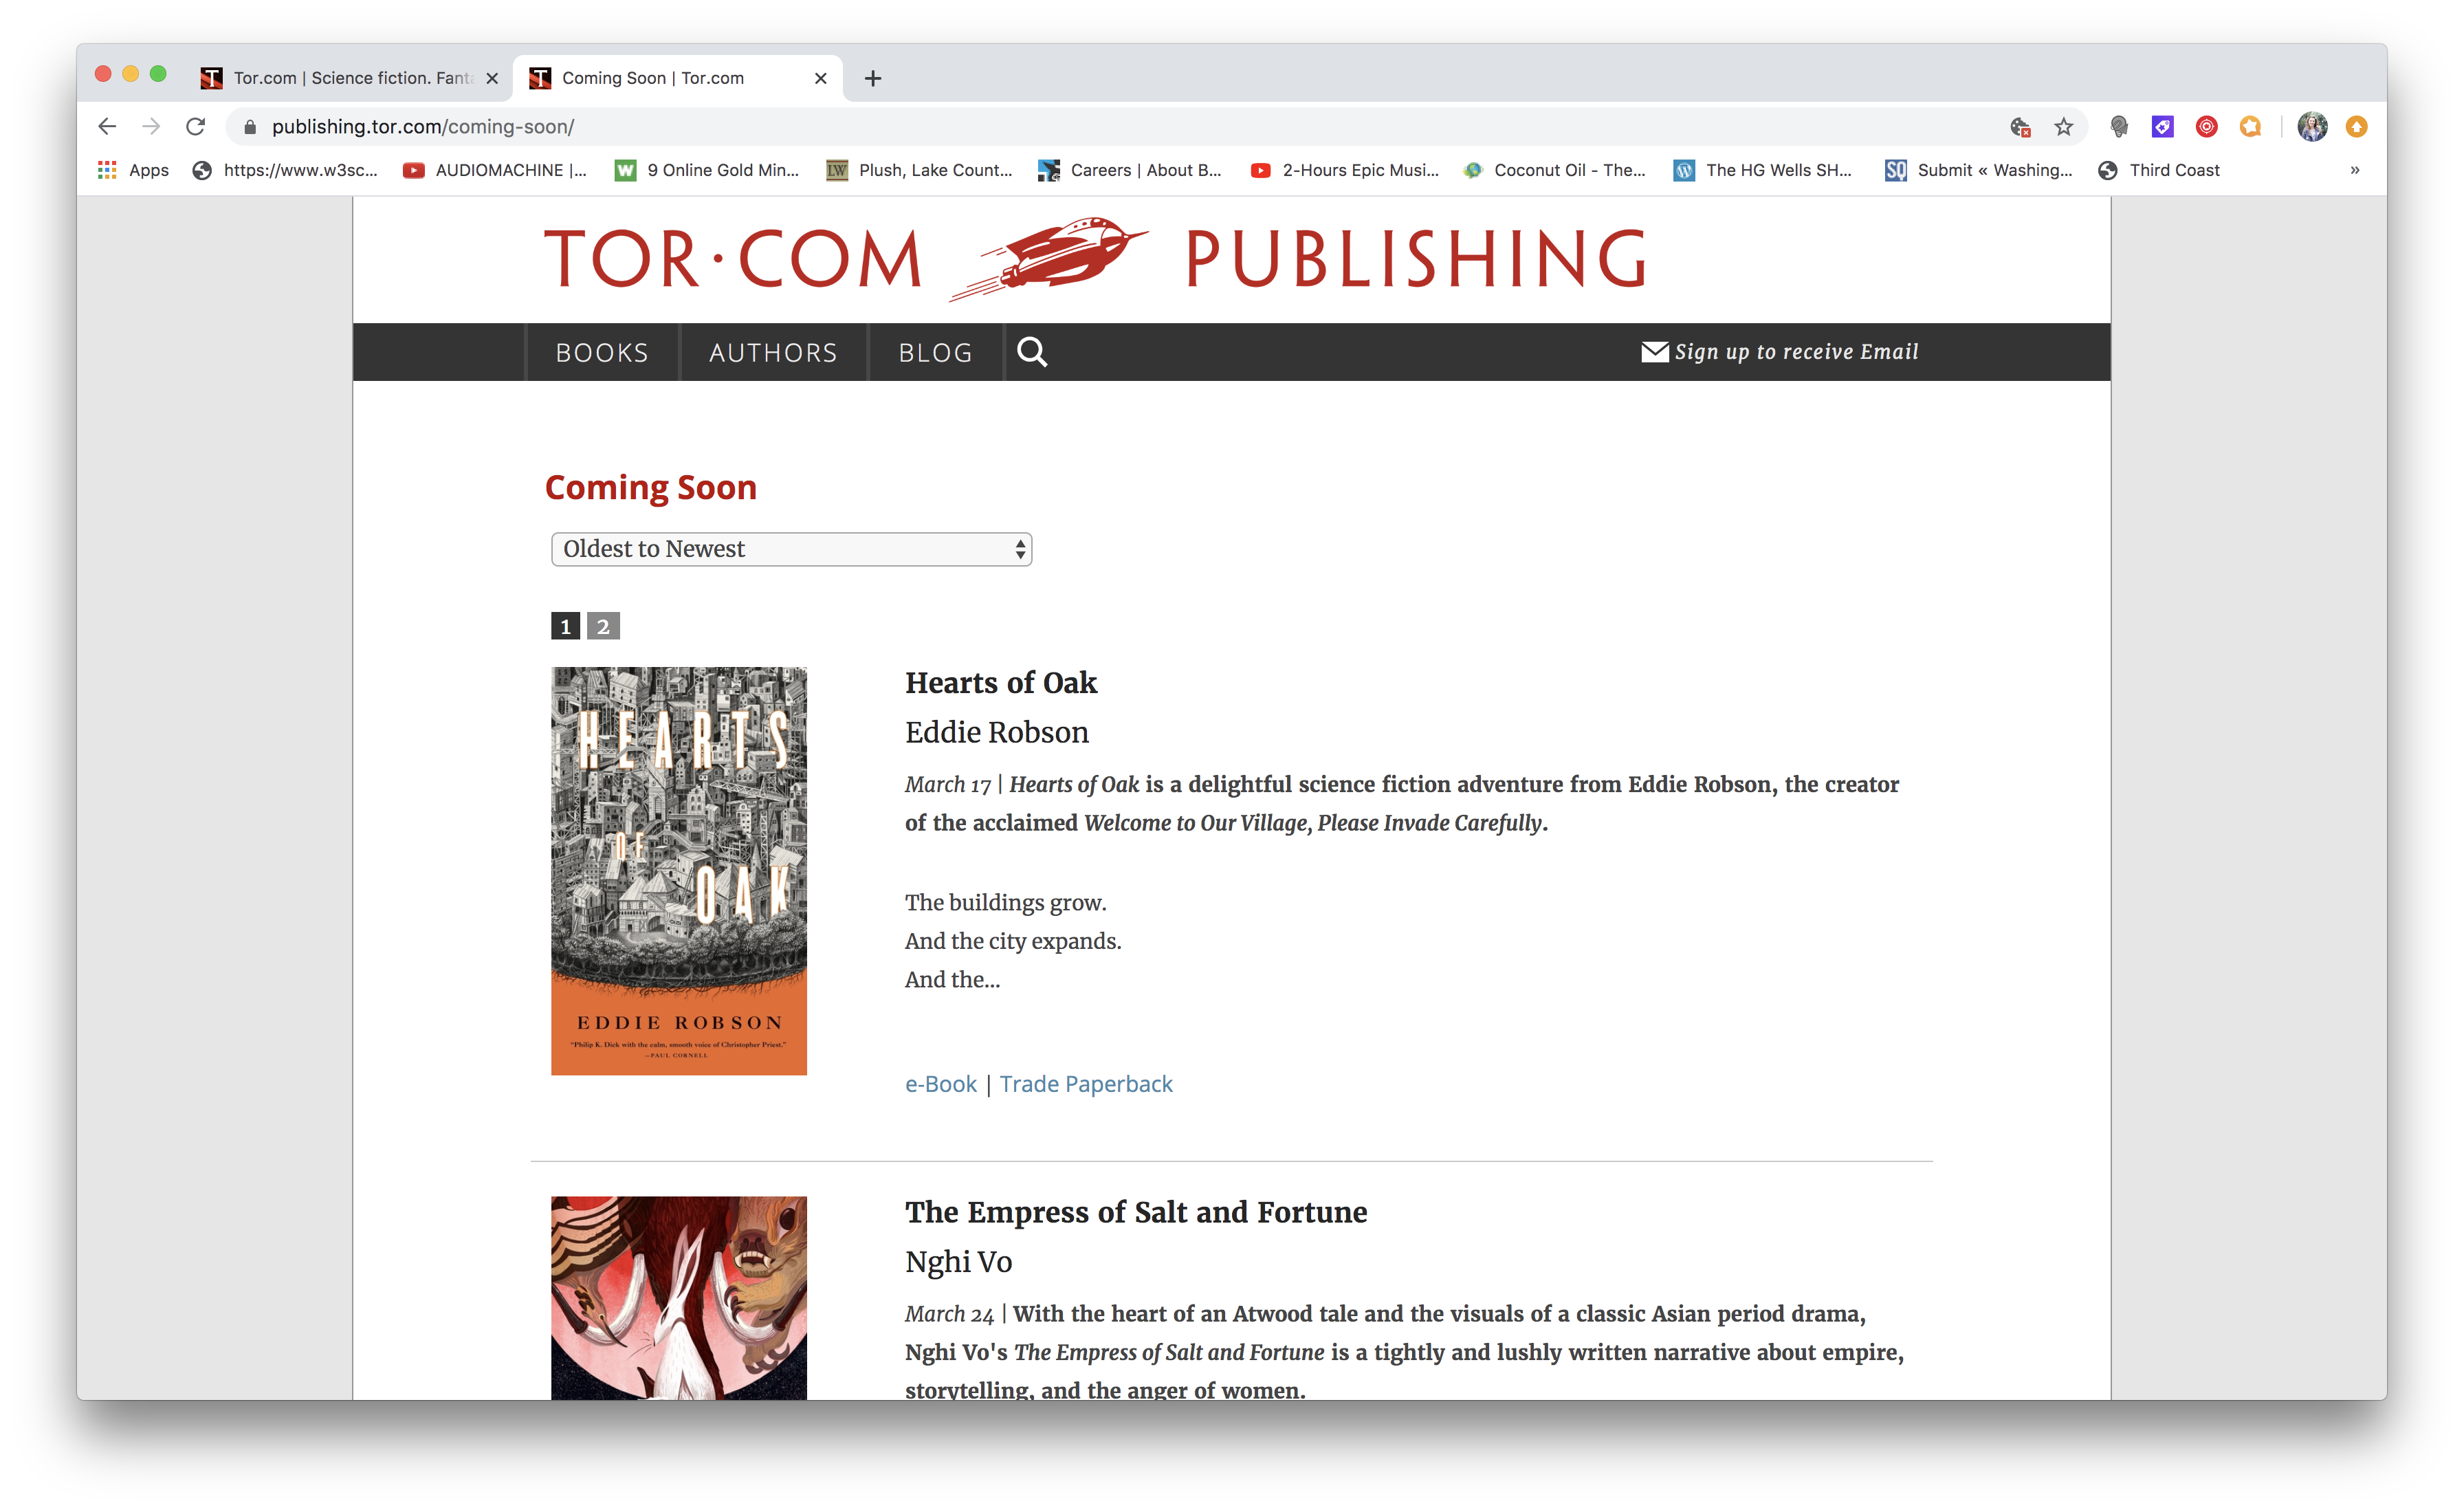 Tor.com | Science fiction. Fanta
Coming Soon | Tor.com
publishing.tor.com/coming-soon/
Apps
https://www.w3sc...
AUDIOMACHINE |...
W 9 Online Gold Min...
LW Plush, Lake Count...
Careers | About B...
2-Hours Epic Musi...
Coconut Oil - The...
The HG Wells SH...
SQ Submit « Washing...
Third Coast
»
TOR·COM PUBLISHING
BOOKS
AUTHORS
BLOG
Sign up to receive Email
Coming Soon
Oldest to Newest
1 2
HEARTS
OF
OAK
EDDIE ROBSON
"Philip K. Dick with the calm, smooth voice of Christopher Priest."
—PAUL CORNELL
Hearts of Oak
Eddie Robson
March 17 | Hearts of Oak is a delightful science fiction adventure from Eddie Robson, the creator
of the acclaimed Welcome to Our Village, Please Invade Carefully.
The buildings grow.
And the city expands.
And the...
e-Book | Trade Paperback
The Empress of Salt and Fortune
Nghi Vo
March 24 | With the heart of an Atwood tale and the visuals of a classic Asian period drama,
Nghi Vo's The Empress of Salt and Fortune is a tightly and lushly written narrative about empire,
storytelling, and the anger of women.